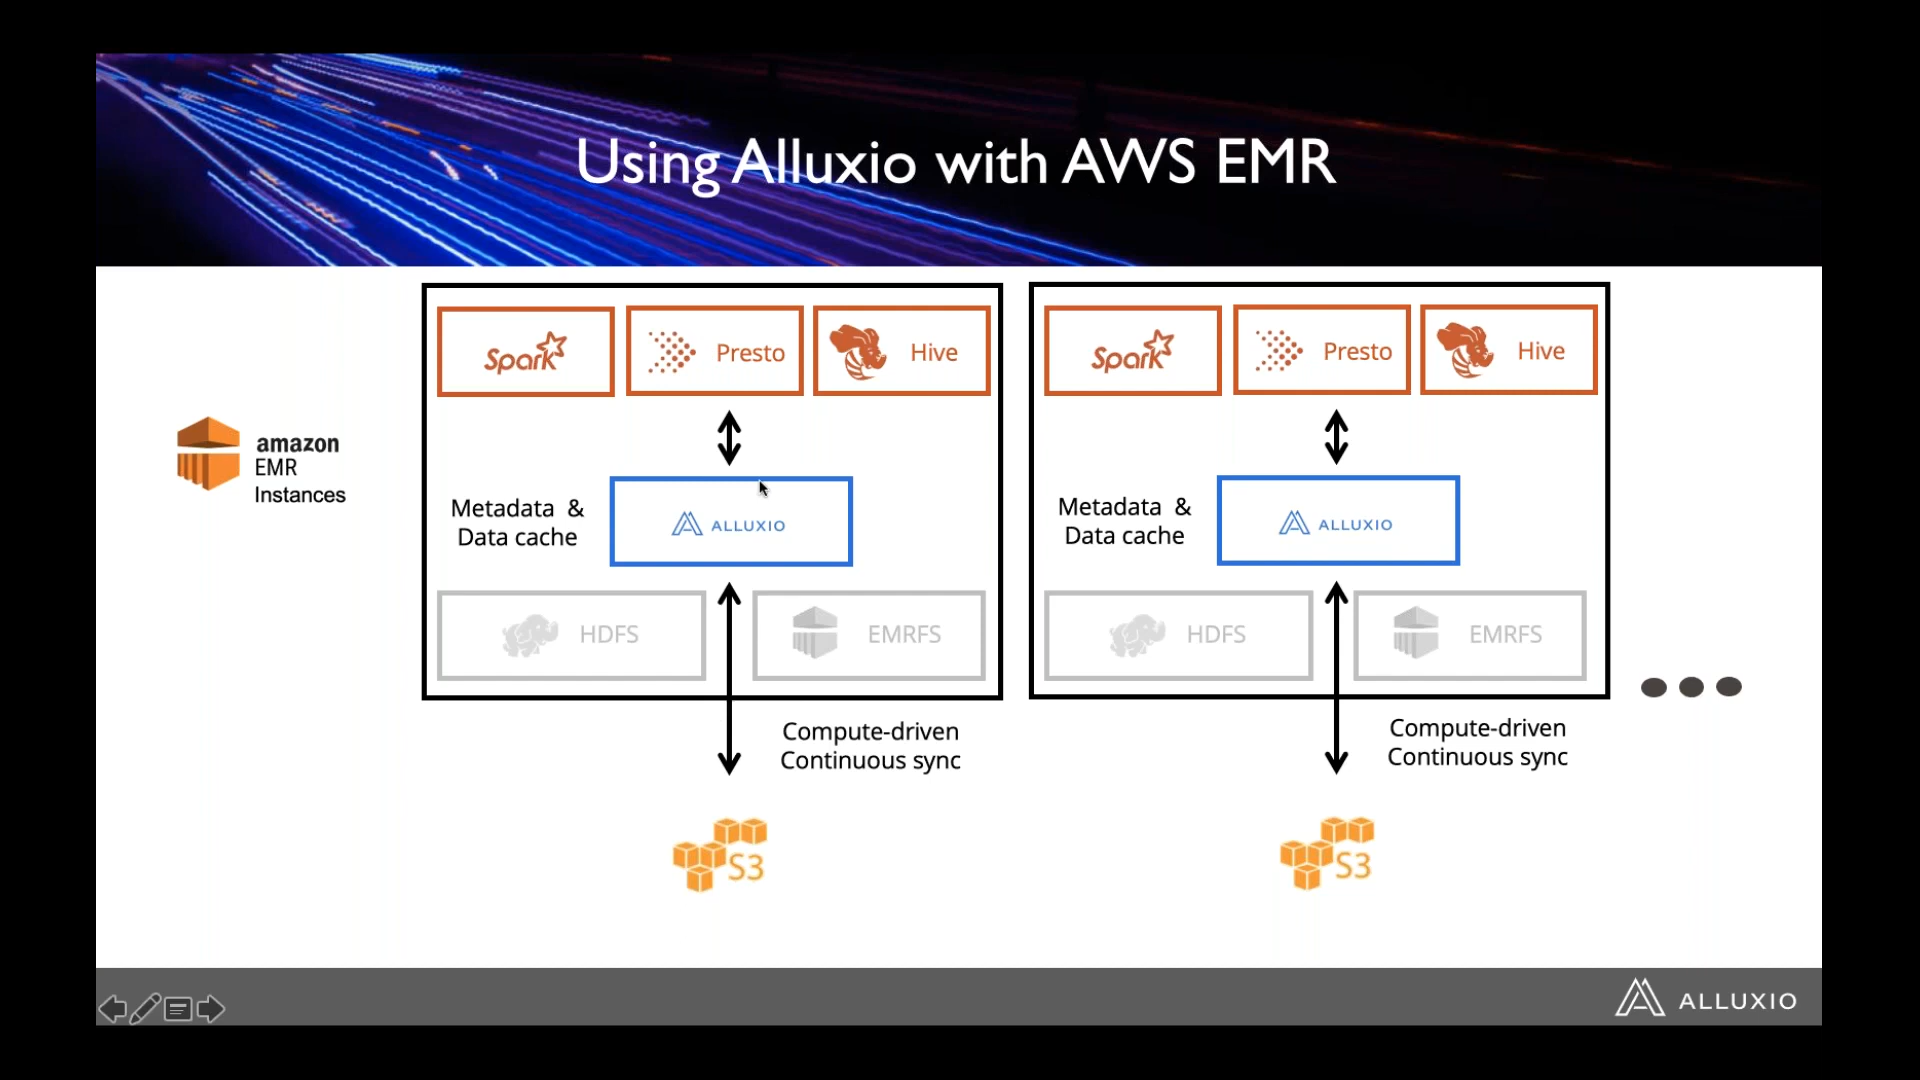 Using Alluxio with AWS EMR
amazon
EMR
Instances
Spark
Presto
Hive
Metadata &
Data cache
ALLUXIO
HDFS
EMRFS
Compute-driven
Continuous sync
S3
Spark
Presto
Hive
Metadata &
Data cache
ALLUXIO
HDFS
EMRFS
Compute-driven
Continuous sync
S3
ALLUXIO